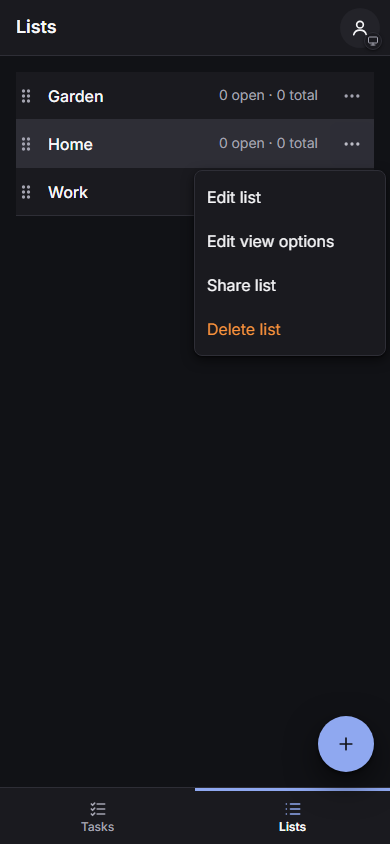 Lists
Garden 0 open · 0 total
Home 0 open · 0 total
Work
Edit list
Edit view options
Share list
Delete list
Tasks Lists